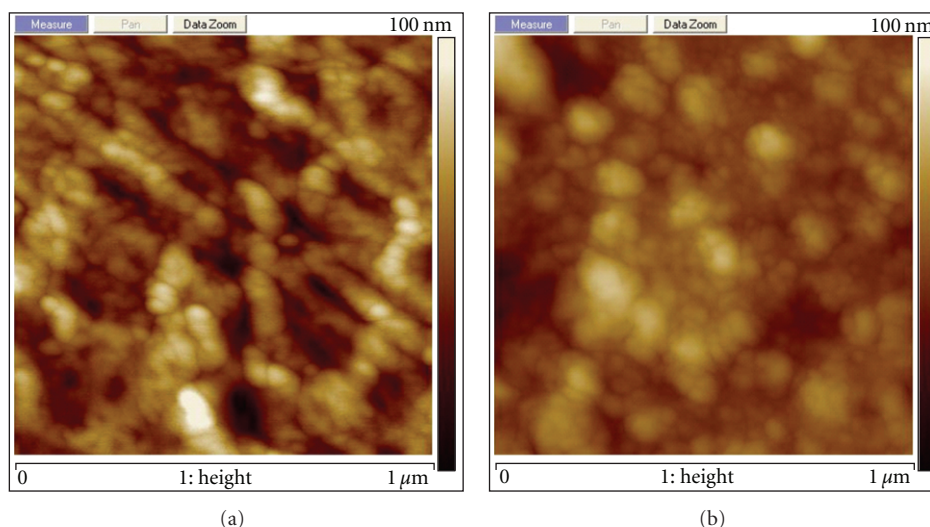 Measure Pan Data Zoom 100 nm
0 1: height 1 μm
(a)
Measure Pan Data Zoom 100 nm
0 1: height 1 μm
(b)